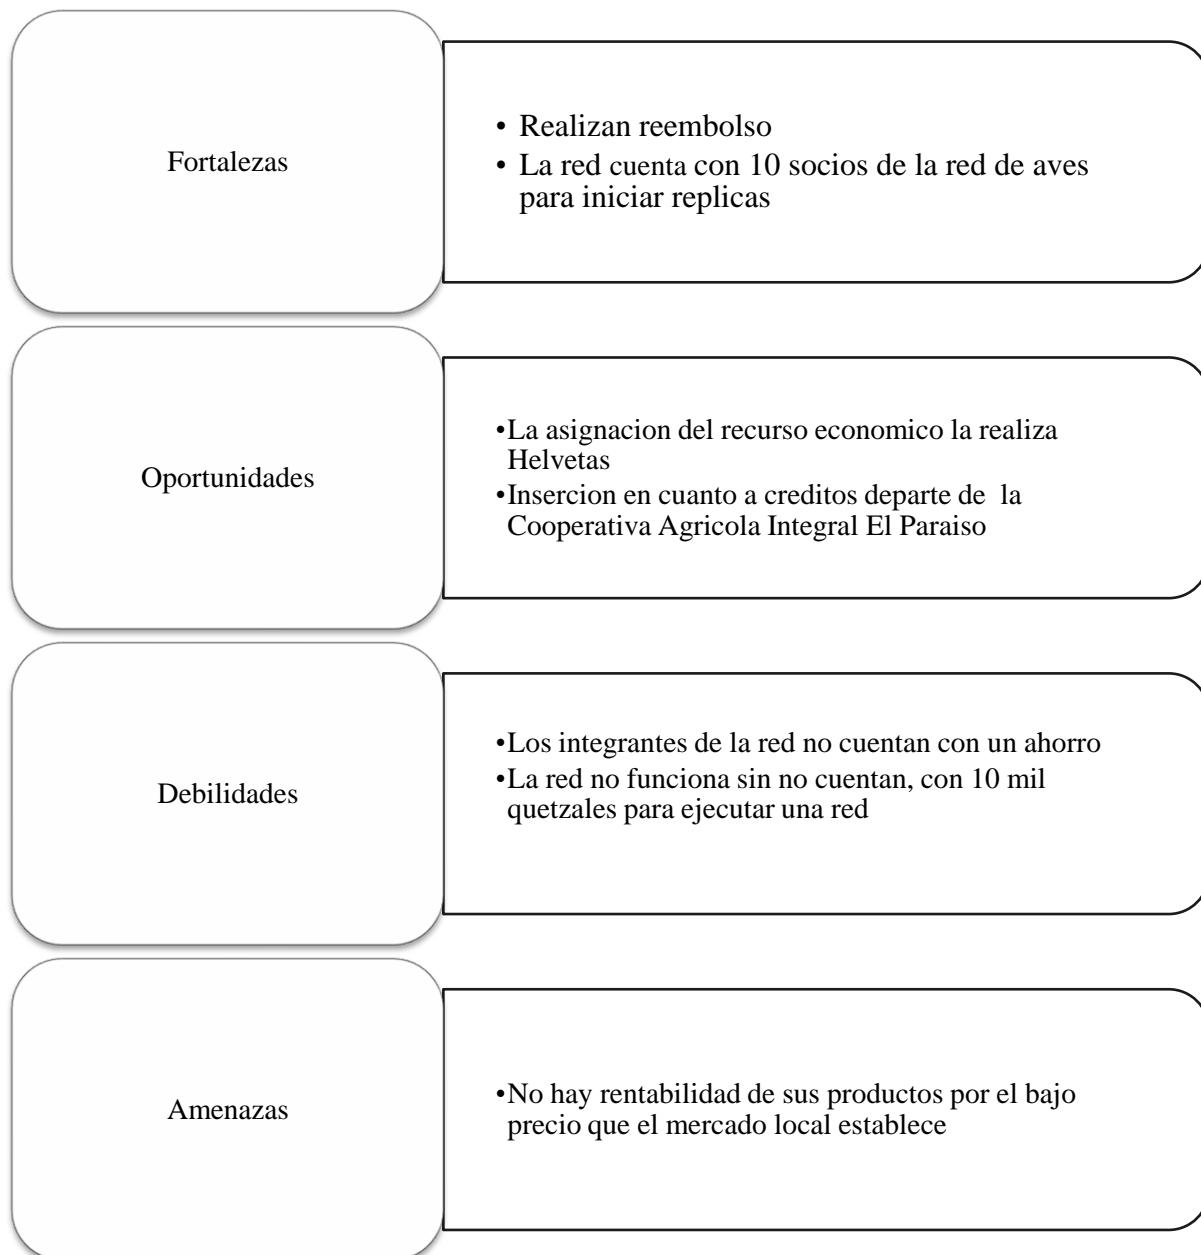 Fortalezas
• Realizan reembolso
• La red cuenta con 10 socios de la red de aves
para iniciar replicas
Oportunidades
•La asignacion del recurso economico la realiza
Helvetas
•Insercion en cuanto a creditos departe de la
Cooperativa Agricola Integral El Paraiso
Debilidades
•Los integrantes de la red no cuentan con un ahorro
•La red no funciona sin no cuentan, con 10 mil
quetzales para ejecutar una red
Amenazas
•No hay rentabilidad de sus productos por el bajo
precio que el mercado local establece